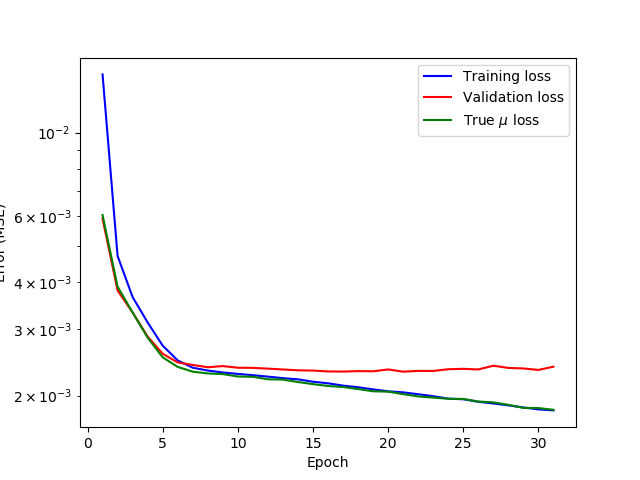 Training loss
Validation loss
True μ loss
10⁻²
6 × 10⁻³
4 × 10⁻³
3 × 10⁻³
2 × 10⁻³
0 5 10 15 20 25 30
Epoch
(MSE)